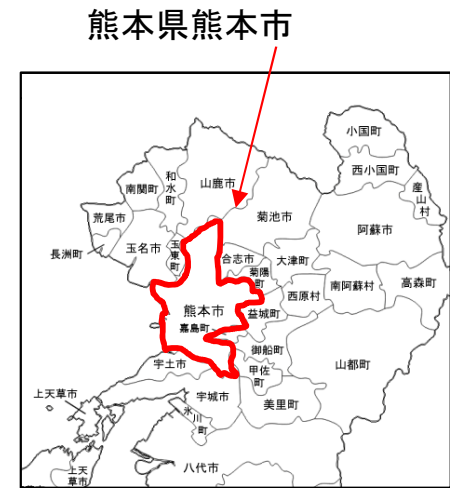 熊本県熊本市
小国町
西小国町
産山村
和水町
山鹿市
南関町
菊池市
阿蘇市
荒尾市
玉名市
玉東町
長洲町
合志市
菊陽町
大津町
南阿蘇村
高森町
西原村
熊本市
益城町
嘉島町
御船町
山都町
宇土市
甲佐町
上天草市
宇城市
美里町
氷川町
八代市
上天草市